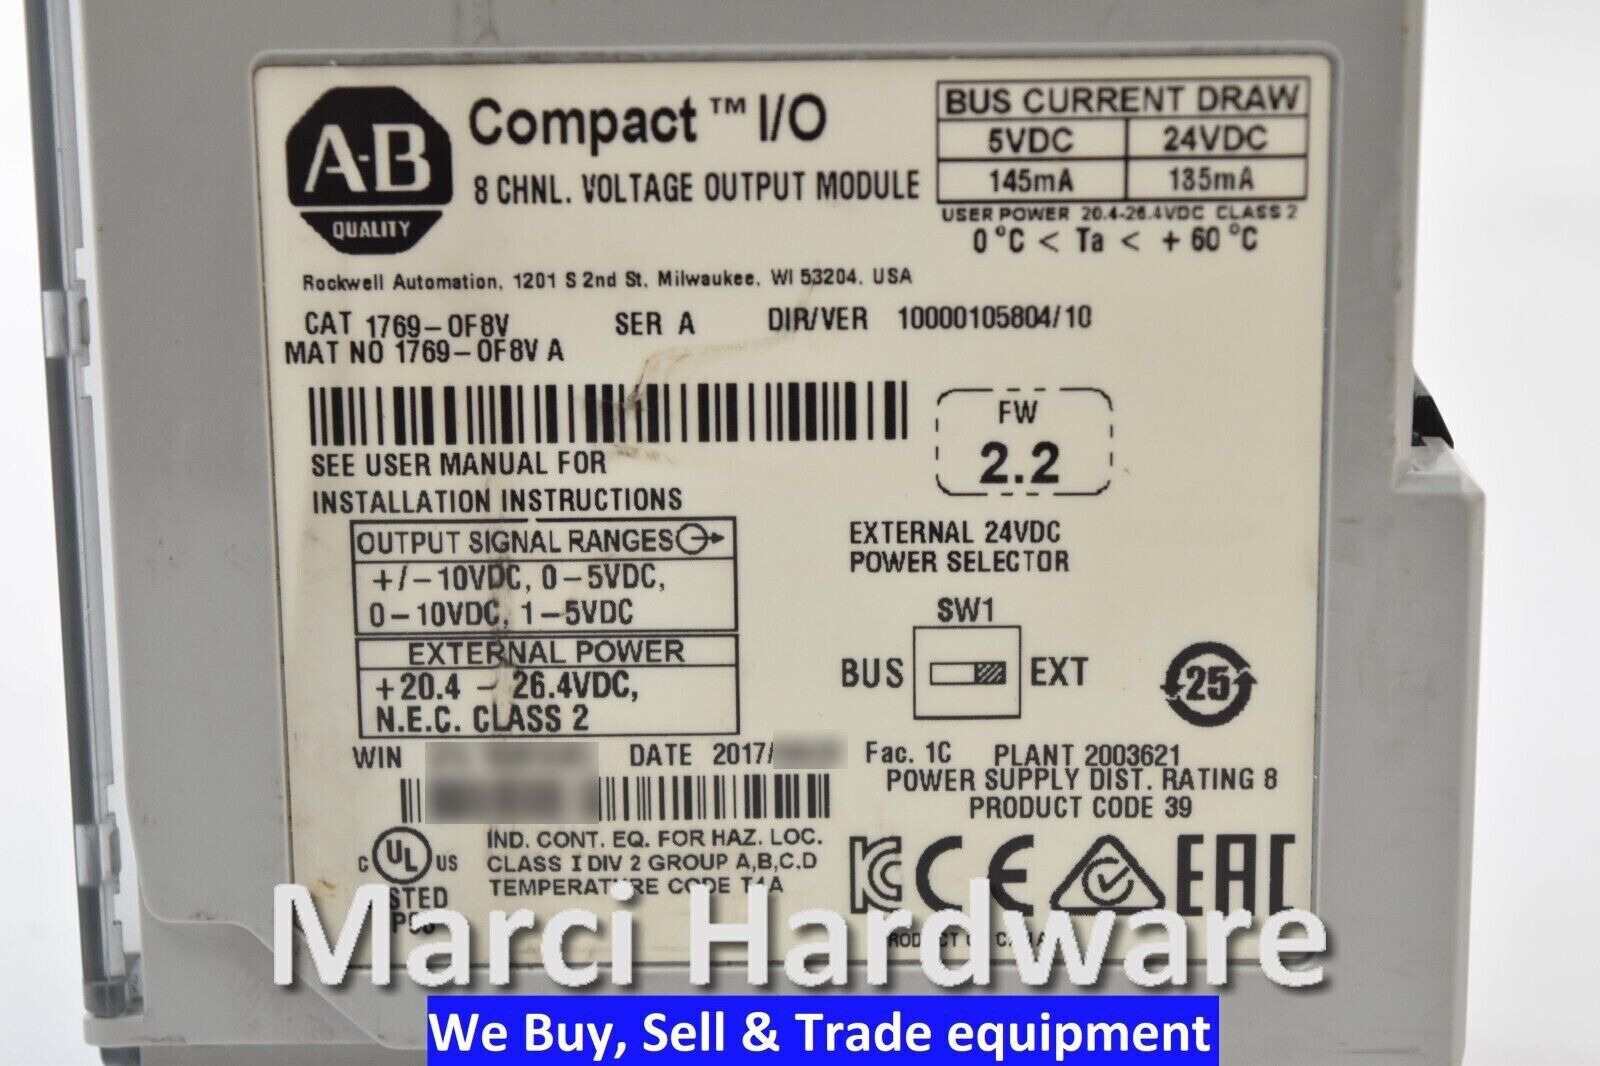 A-B
QUALITY
Compact™ I/O
8 CHNL. VOLTAGE OUTPUT MODULE
BUS CURRENT DRAW
5VDC 24VDC
145mA 135mA
USER POWER 20.4-26.4VDC CLASS 2
0°C < Ta < +60°C
Rockwell Automation, 1201 S 2nd St, Milwaukee, WI 53204, USA
CAT 1769-OF8V SER A DIR/VER 10000105804/10
MAT NO 1769-OF8V A
SEE USER MANUAL FOR
INSTALLATION INSTRUCTIONS
FW
2.2
OUTPUT SIGNAL RANGES
+/-10VDC, 0-5VDC,
0-10VDC, 1-5VDC
EXTERNAL POWER
+20.4 - 26.4VDC,
N.E.C. CLASS 2
EXTERNAL 24VDC
POWER SELECTOR
SW1
BUS EXT
25
WIN DATE 2017/ Fac. 1C PLANT 2003621
POWER SUPPLY DIST. RATING 8
PRODUCT CODE 39
C UL US
IND. CONT. EQ. FOR HAZ. LOC.
CLASS I DIV 2 GROUP A,B,C,D
TEMPERATURE CODE T4A
KC CE EAC
Marci Hardware
We Buy, Sell & Trade equipment